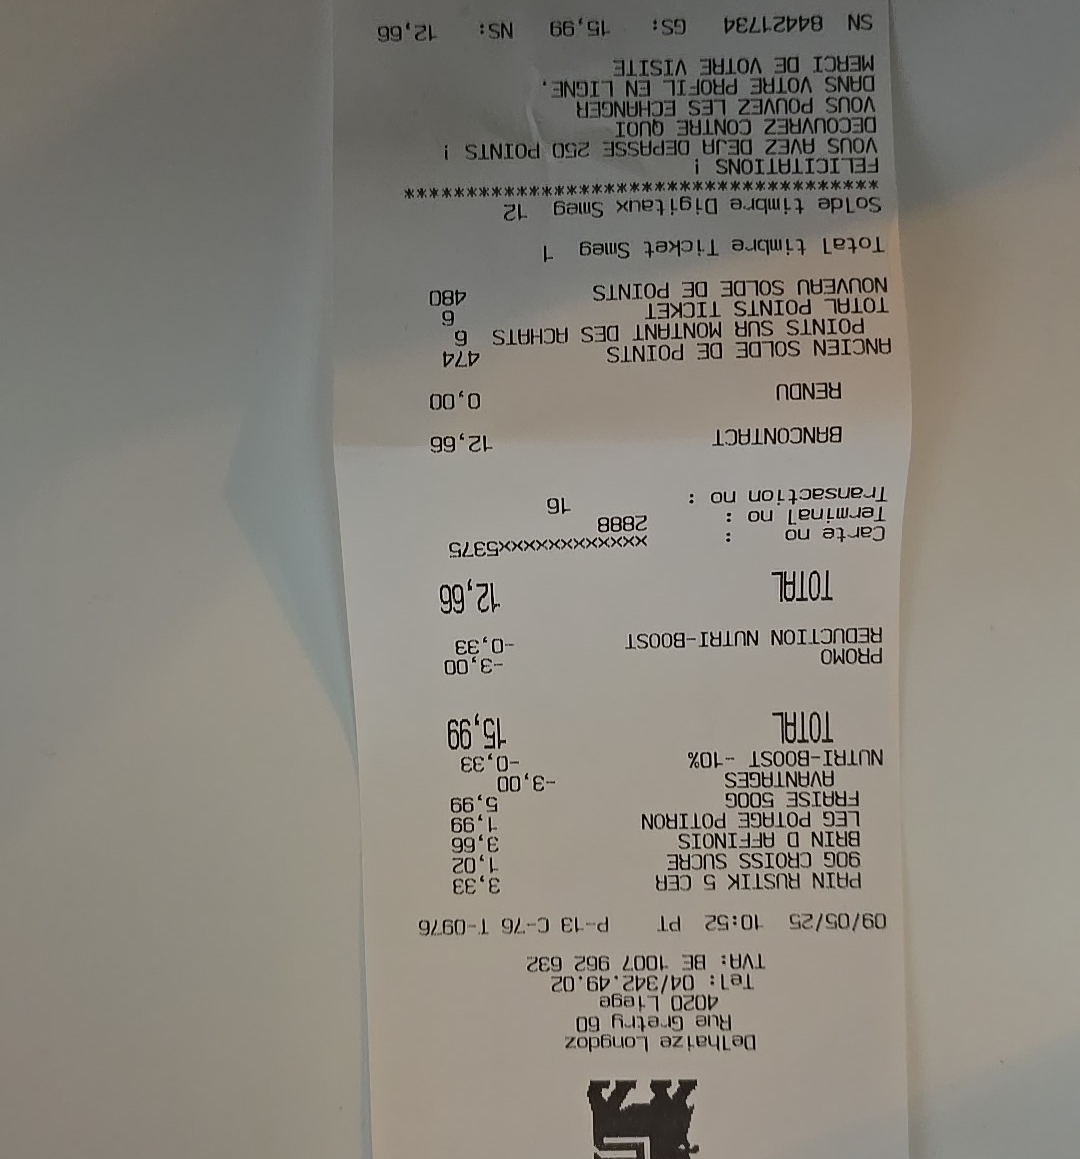 Delhaize Longdoz
Rue Gretry 60
4020 Liege
Tel: 04/342.49.02
TVA: BE 1007 962 632
09/05/25 10:52 PT P-13 C-76 T-0976
PAIN RUSTIK 5 CER 3,33
90G CROISS SUCRE 1,02
BRIN D AFFINOIS 3,66
LEG POTAGE POTIRON 1,99
FRAISE 500G 5,99
AVANTAGES -3,00
NUTRI-BOOST -10% -0,33
TOTAL 15,99
PROMO -3,00
REDUCTION NUTRI-BOOST -0,33
TOTAL 12,66
Carte no : xxxxxxxxxxxxx5375
Terminal no : 2888
Transaction no : 16
BANCONTACT 12,66
RENDU 0,00
ANCIEN SOLDE DE POINTS 474
POINTS SUR MONTANT DES ACHATS 6
TOTAL POINTS TICKET 6
NOUVEAU SOLDE DE POINTS 480
Total timbre Ticket Smeg 1
Solde timbre Digitaux Smeg 12
****************************************
FELICITATIONS !
VOUS AVEZ DEJA DEPASSE 250 POINTS !
DECOUVREZ CONTRE QUOI
VOUS POUVEZ LES ECHANGER
DANS VOTRE PROFIL EN LIGNE.
MERCI DE VOTRE VISITE
SN 84421734 GS: 15,99 NS: 12,66